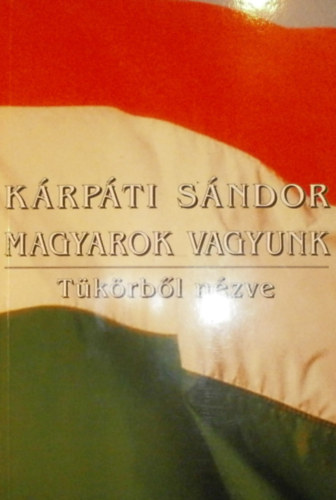 KÁRPÁTI SÁNDOR
MAGYAROK VAGYUNK
Tükörből nézve